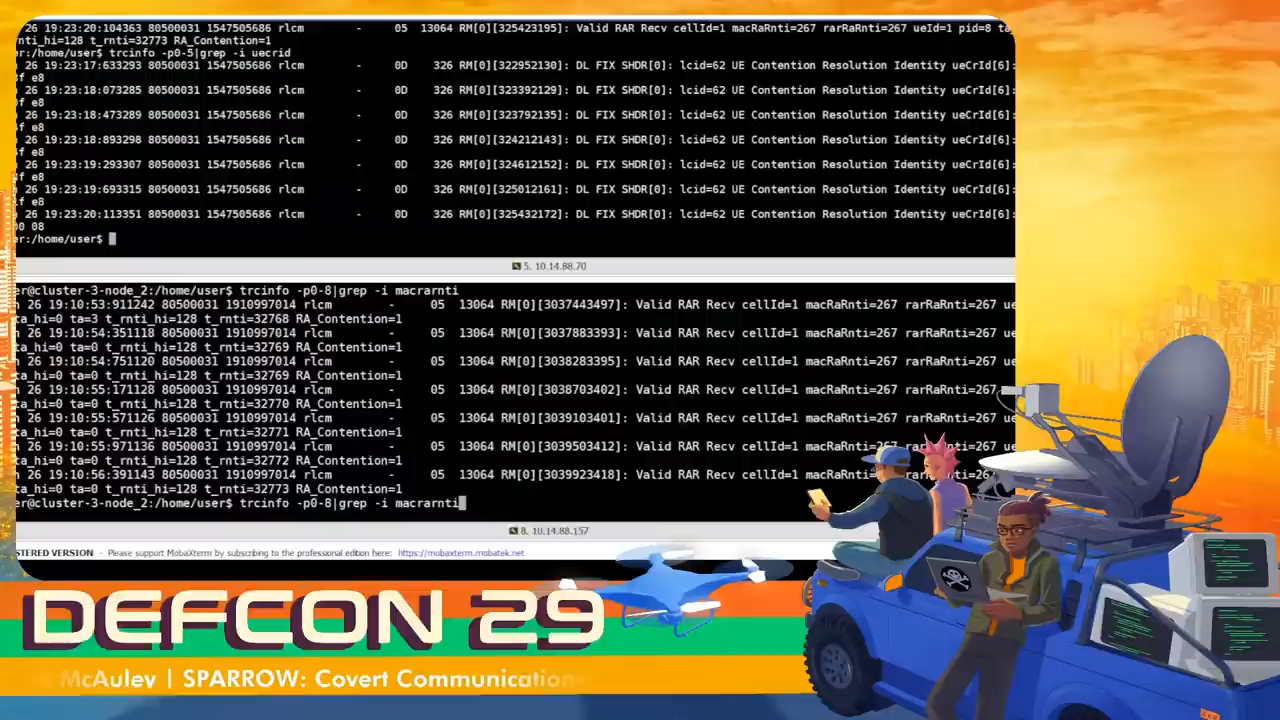 26 19:23:20:104363 80500031 1547505686 rlcm - 05 13064 RM[0][325423195]: Valid RAR Recv cellId=1 macRaRnti=267 rarRaRnti=267 ueId=1 pid=8 ta
nti_hi=128 t_rnti=32773 RA_Contention=1
er:/home/user$ trcinfo -p0-5|grep -i uecrid
26 19:23:17:633293 80500031 1547505686 rlcm - 0D 326 RM[0][322952130]: DL FIX SHDR[0]: lcid=62 UE Contention Resolution Identity ueCrId[6]:
f e8
26 19:23:18:073285 80500031 1547505686 rlcm - 0D 326 RM[0][323392129]: DL FIX SHDR[0]: lcid=62 UE Contention Resolution Identity ueCrId[6]:
f e8
26 19:23:18:473289 80500031 1547505686 rlcm - 0D 326 RM[0][323792135]: DL FIX SHDR[0]: lcid=62 UE Contention Resolution Identity ueCrId[6]:
f e8
26 19:23:18:893298 80500031 1547505686 rlcm - 0D 326 RM[0][324212143]: DL FIX SHDR[0]: lcid=62 UE Contention Resolution Identity ueCrId[6]:
f e8
26 19:23:19:293307 80500031 1547505686 rlcm - 0D 326 RM[0][324612152]: DL FIX SHDR[0]: lcid=62 UE Contention Resolution Identity ueCrId[6]:
f e8
26 19:23:19:693315 80500031 1547505686 rlcm - 0D 326 RM[0][325012161]: DL FIX SHDR[0]: lcid=62 UE Contention Resolution Identity ueCrId[6]:
f e8
26 19:23:20:113351 80500031 1547505686 rlcm - 0D 326 RM[0][325432172]: DL FIX SHDR[0]: lcid=62 UE Contention Resolution Identity ueCrId[6]:
00 08
er:/home/user$
5. 10.14.88.70
er@cluster-3-node_2:/home/user$ trcinfo -p0-8|grep -i macrarnti
n 26 19:10:53:911242 80500031 1910997014 rlcm - 05 13064 RM[0][3037443497]: Valid RAR Recv cellId=1 macRaRnti=267 rarRaRnti=267 ue
ta_hi=0 ta=3 t_rnti_hi=128 t_rnti=32768 RA_Contention=1
n 26 19:10:54:351118 80500031 1910997014 rlcm - 05 13064 RM[0][3037883393]: Valid RAR Recv cellId=1 macRaRnti=267 rarRaRnti=267 ue
ta_hi=0 ta=0 t_rnti_hi=128 t_rnti=32769 RA_Contention=1
n 26 19:10:54:751120 80500031 1910997014 rlcm - 05 13064 RM[0][3038283395]: Valid RAR Recv cellId=1 macRaRnti=267 rarRaRnti=267 ue
ta_hi=0 ta=0 t_rnti_hi=128 t_rnti=32769 RA_Contention=1
n 26 19:10:55:171128 80500031 1910997014 rlcm - 05 13064 RM[0][3038703402]: Valid RAR Recv cellId=1 macRaRnti=267 rarRaRnti=267 ue
ta_hi=0 ta=0 t_rnti_hi=128 t_rnti=32770 RA_Contention=1
n 26 19:10:55:571126 80500031 1910997014 rlcm - 05 13064 RM[0][3039103401]: Valid RAR Recv cellId=1 macRaRnti=267 rarRaRnti=267 ue
ta_hi=0 ta=0 t_rnti_hi=128 t_rnti=32771 RA_Contention=1
n 26 19:10:55:971136 80500031 1910997014 rlcm - 05 13064 RM[0][3039503412]: Valid RAR Recv cellId=1 macRaRnti=267 rarRa
ta_hi=0 ta=0 t_rnti_hi=128 t_rnti=32772 RA_Contention=1
n 26 19:10:56:391143 80500031 1910997014 rlcm - 05 13064 RM[0][3039923418]: Valid RAR Recv cellId=1
ta_hi=0 ta=0 t_rnti_hi=128 t_rnti=32773 RA_Contention=1
er@cluster-3-node_2:/home/user$ trcinfo -p0-8|grep -i macrarnti
8. 10.14.88.157
STERED VERSION - Please support MobaXterm by subscribing to the professional edition here: https://mobaxterm.mobatek.net
DEFCON 29
McAuley | SPARROW: Covert Communication